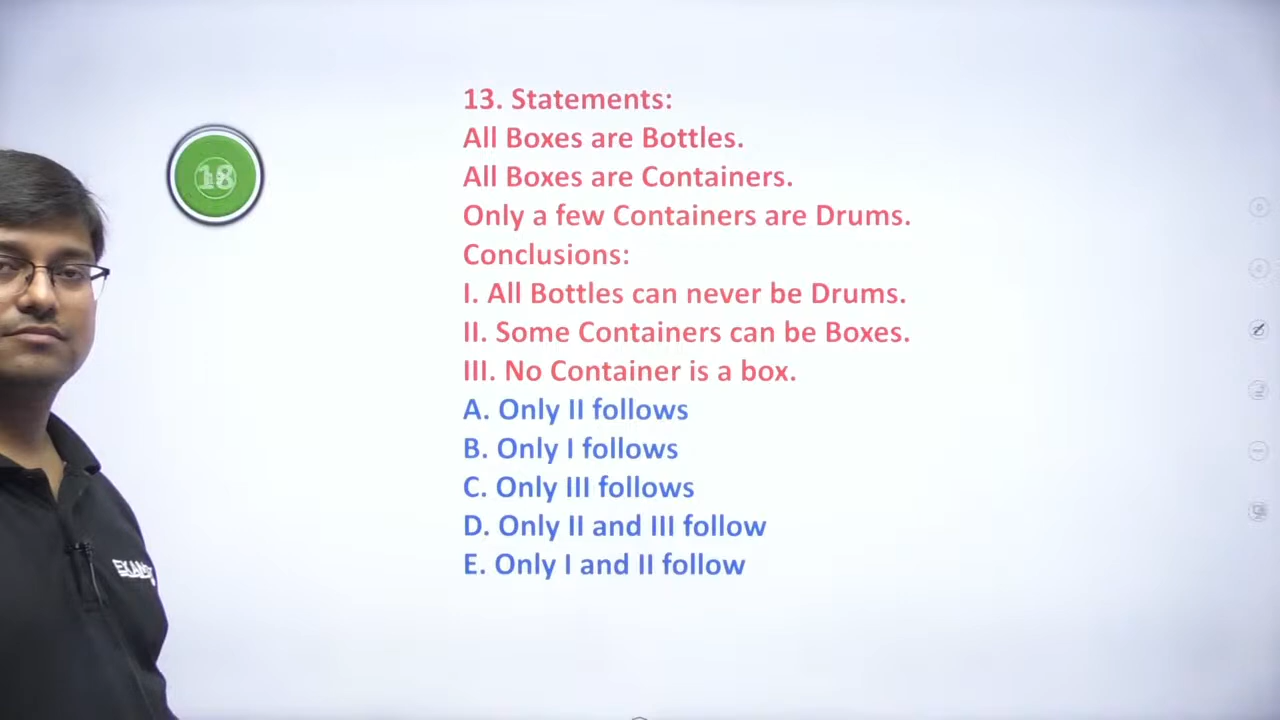 13. Statements:
All Boxes are Bottles.
All Boxes are Containers.
Only a few Containers are Drums.
Conclusions:
I. All Bottles can never be Drums.
II. Some Containers can be Boxes.
III. No Container is a box.
A. Only II follows
B. Only I follows
C. Only III follows
D. Only II and III follow
E. Only I and II follow